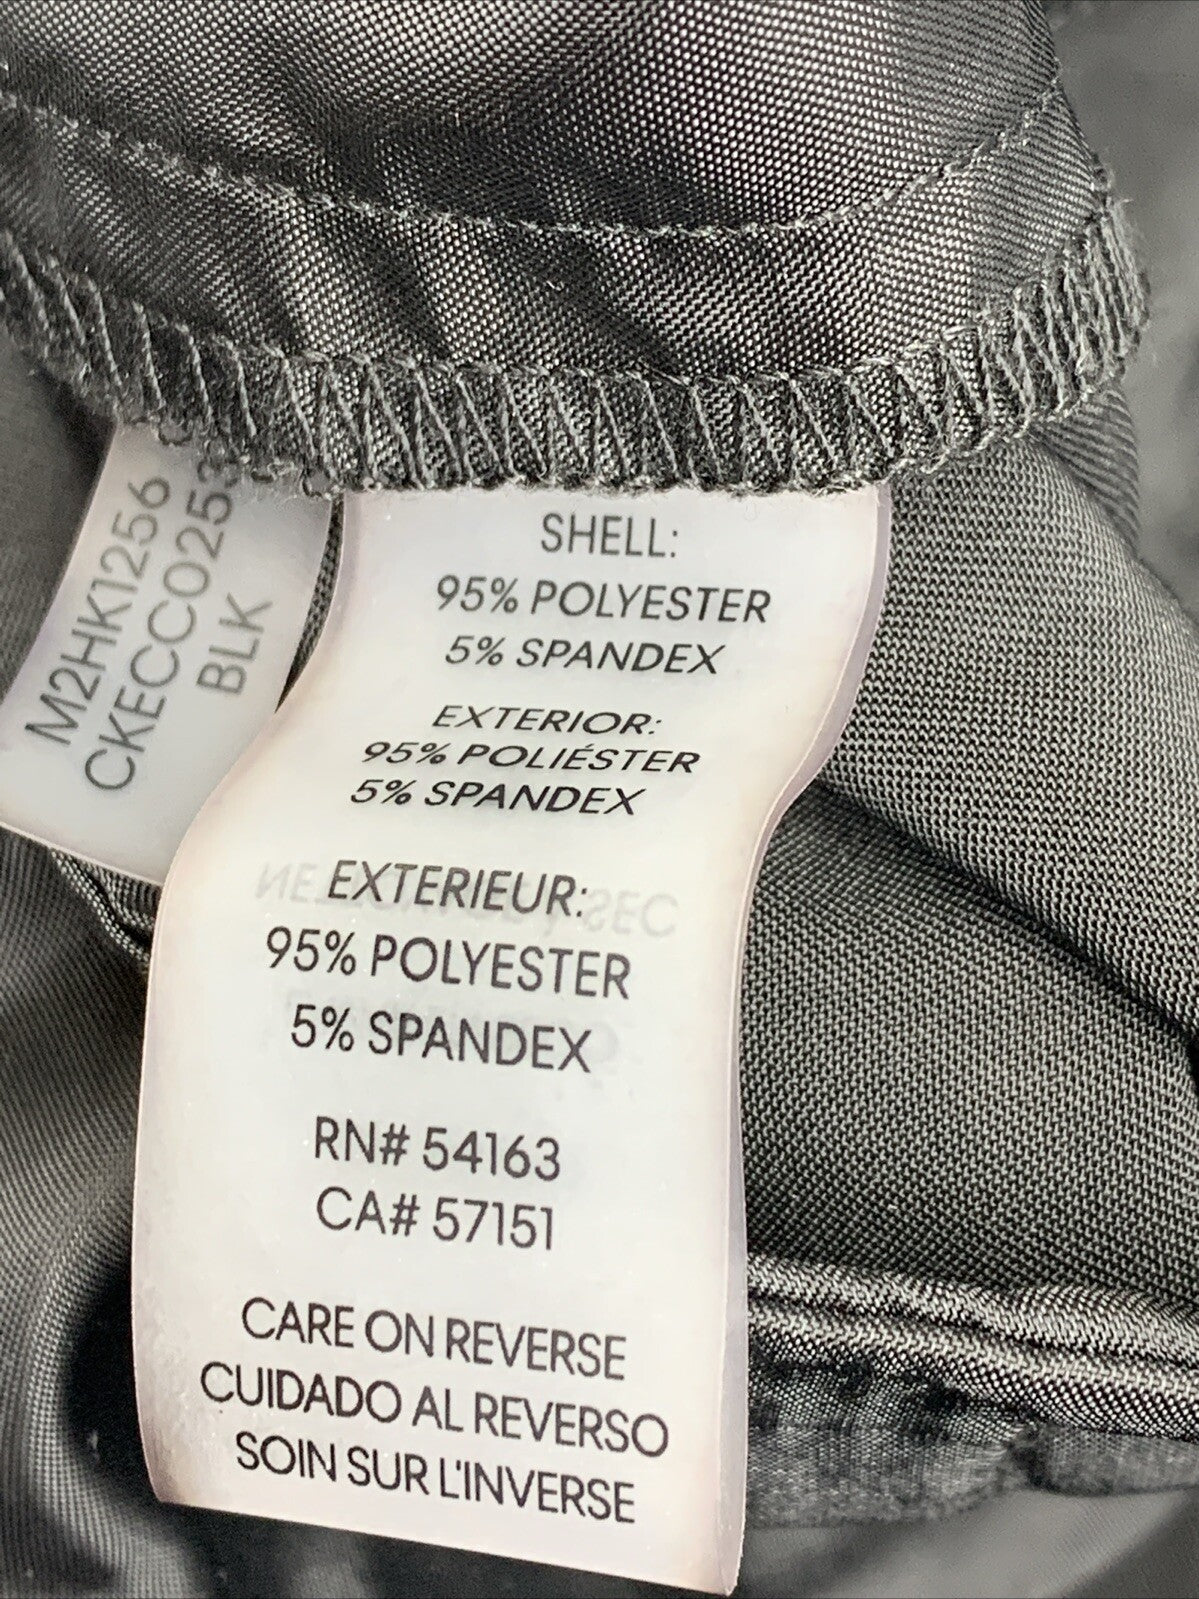 M2HK1256
CKECC0253
BLK
SHELL:
95% POLYESTER
5% SPANDEX
EXTERIOR:
95% POLIÉSTER
5% SPANDEX
EXTERIEUR:
95% POLYESTER
5% SPANDEX
RN# 54163
CA# 57151
CARE ON REVERSE
CUIDADO AL REVERSO
SOIN SUR L'INVERSE